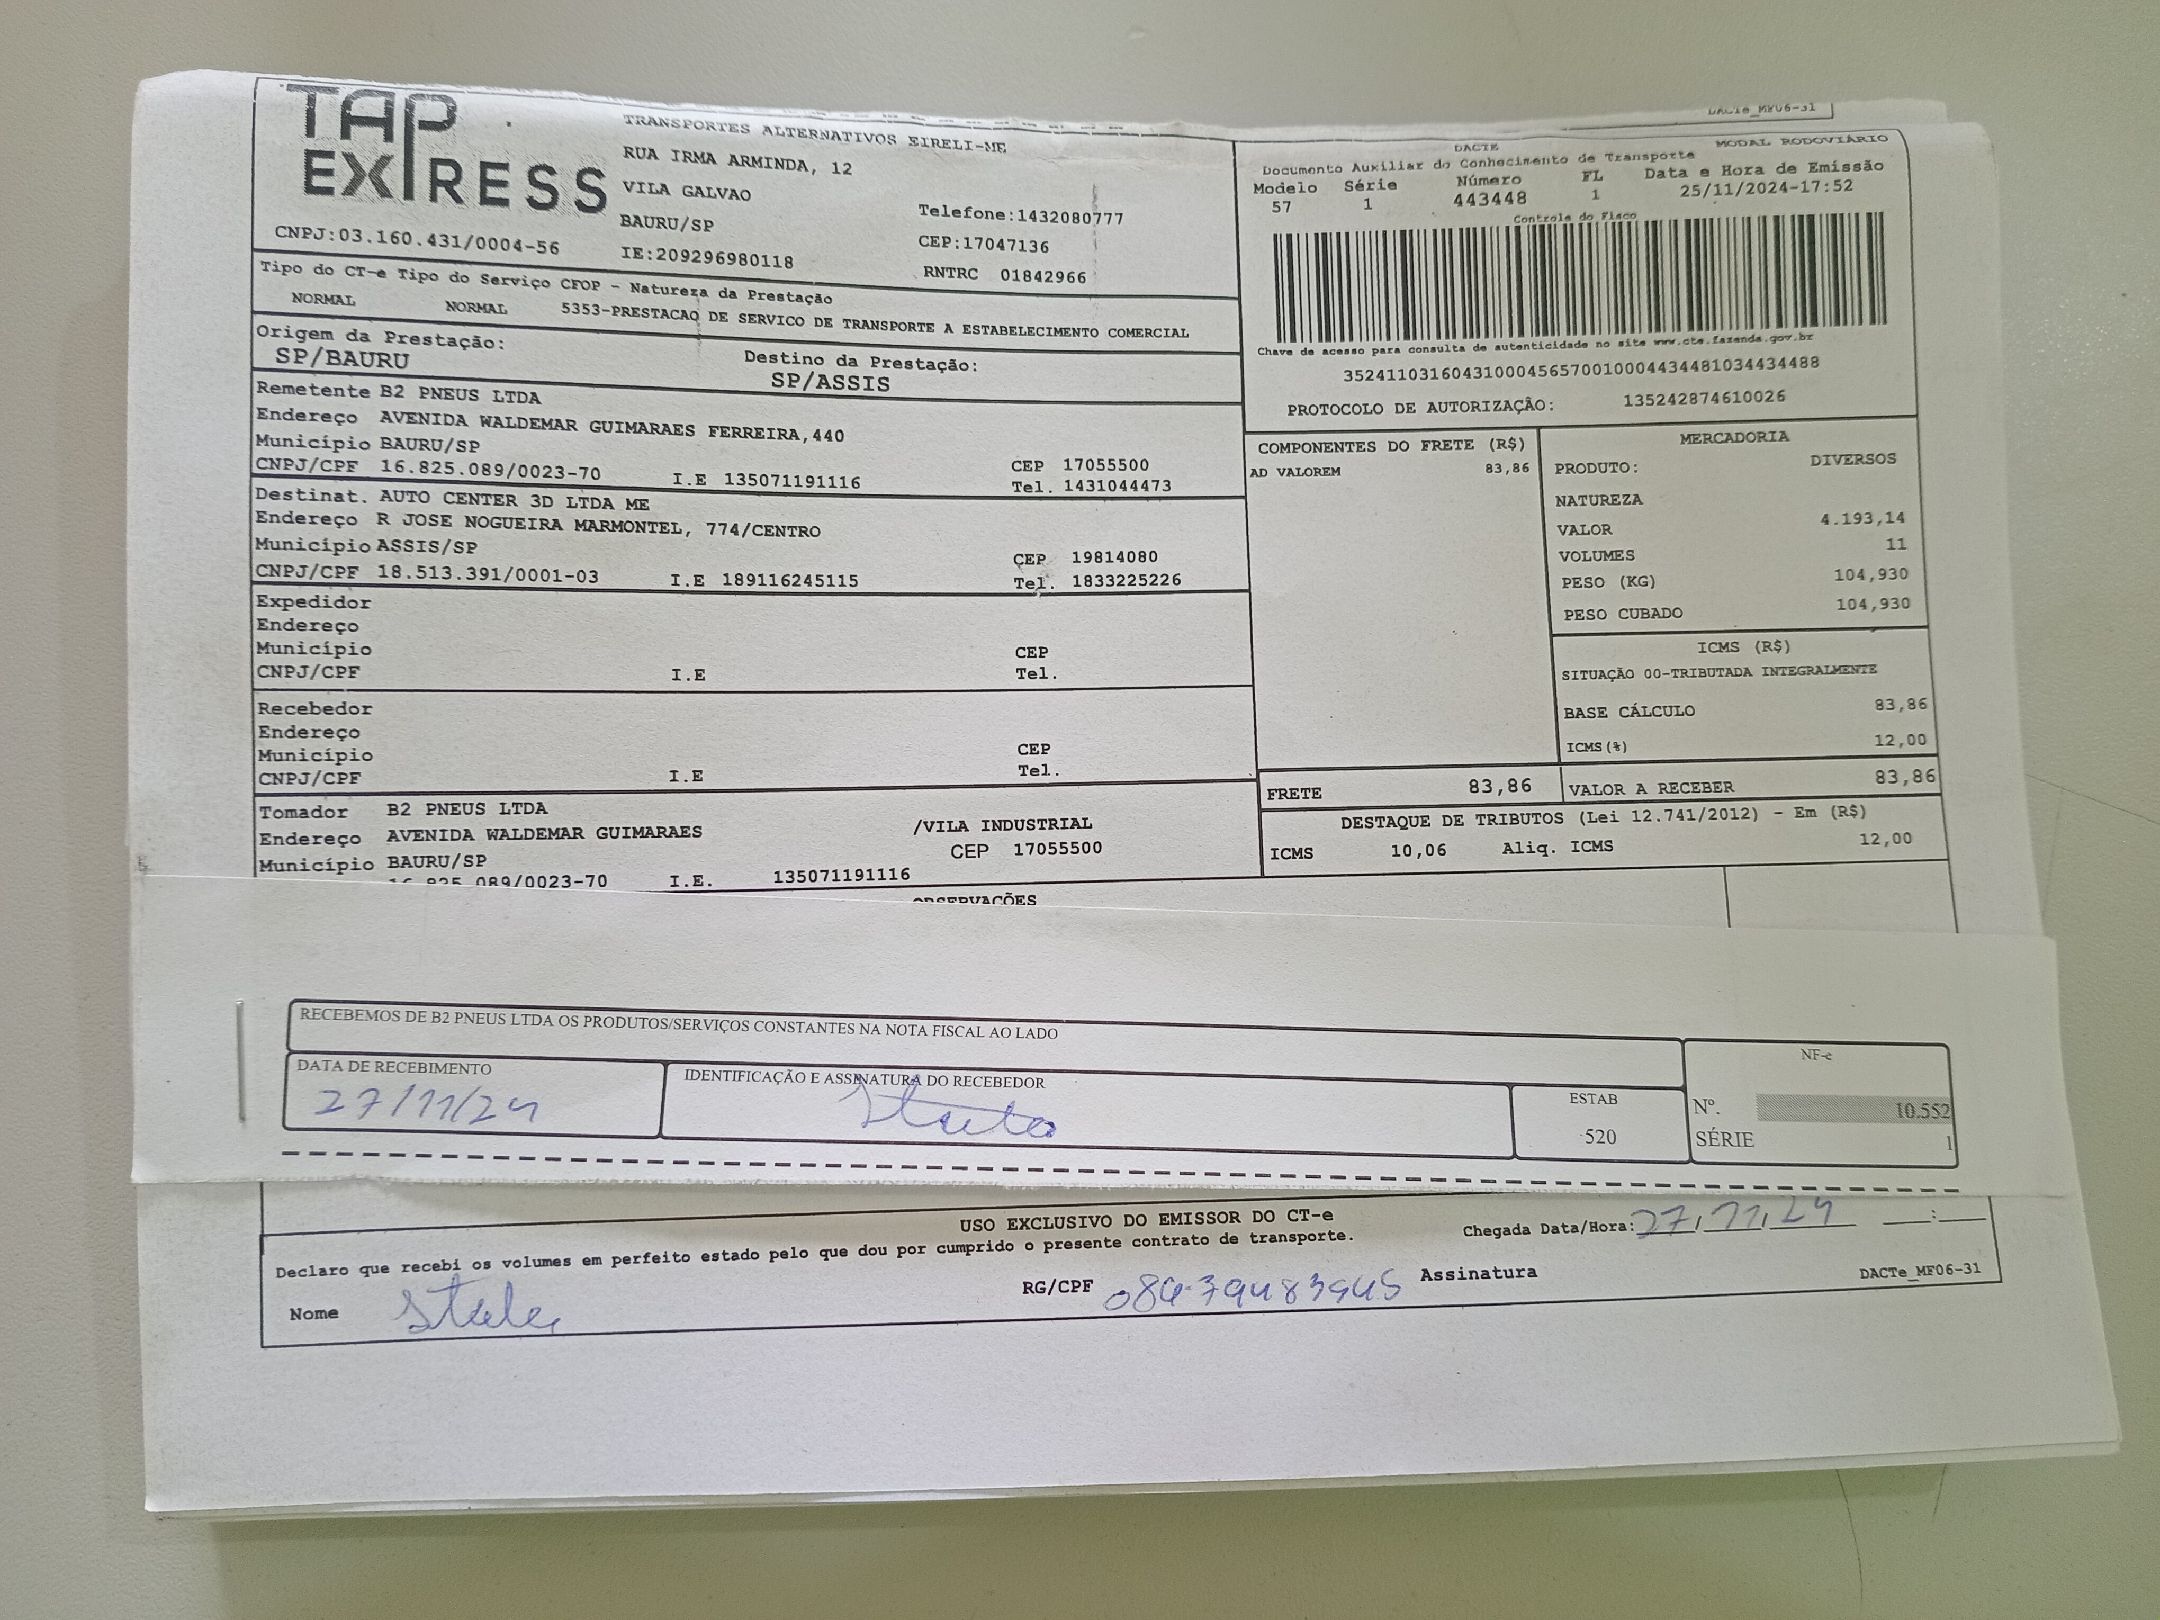 DACTe_MF06-31
TAP EXPRESS
TRANSPORTES ALTERNATIVOS EIRELI-ME
RUA IRMA ARMINDA, 12
VILA GALVAO
BAURU/SP
Telefone:1432080777
CEP:17047136
CNPJ:03.160.431/0004-56
IE:209296980118
RNTRC 01842966
DACTE
MODAL RODOVIÁRIO
Documento Auxiliar do Conhecimento de Transporte
Modelo Série Número FL Data e Hora de Emissão
57 1 443448 1 25/11/2024-17:52
Controle do Fisco
Chave de acesso para consulta de autenticidade no site www.cte.fazenda.gov.br
35241103160431000456570010004434481034434488
PROTOCOLO DE AUTORIZAÇÃO: 135242874610026
Tipo do CT-e Tipo do Serviço CFOP - Natureza da Prestação
NORMAL NORMAL 5353-PRESTACAO DE SERVICO DE TRANSPORTE A ESTABELECIMENTO COMERCIAL
Origem da Prestação: Destino da Prestação:
SP/BAURU SP/ASSIS
Remetente B2 PNEUS LTDA
Endereço AVENIDA WALDEMAR GUIMARAES FERREIRA,440
Município BAURU/SP CEP 17055500
CNPJ/CPF 16.825.089/0023-70 I.E 135071191116 Tel. 1431044473
Destinat. AUTO CENTER 3D LTDA ME
Endereço R JOSE NOGUEIRA MARMONTEL, 774/CENTRO
Município ASSIS/SP CEP 19814080
CNPJ/CPF 18.513.391/0001-03 I.E 189116245115 Tel. 1833225226
Expedidor
Endereço
Município CEP
CNPJ/CPF I.E Tel.
Recebedor
Endereço
Município CEP
CNPJ/CPF I.E Tel.
Tomador B2 PNEUS LTDA
Endereço AVENIDA WALDEMAR GUIMARAES /VILA INDUSTRIAL
Município BAURU/SP CEP 17055500
16.825.089/0023-70 I.E. 135071191116
COMPONENTES DO FRETE (R$)
AD VALOREM 83,86
MERCADORIA
PRODUTO: DIVERSOS
NATUREZA
VALOR 4.193,14
VOLUMES 11
PESO (KG) 104,930
PESO CUBADO 104,930
ICMS (R$)
SITUAÇÃO 00-TRIBUTADA INTEGRALMENTE
BASE CÁLCULO 83,86
ICMS(%) 12,00
FRETE 83,86 VALOR A RECEBER 83,86
DESTAQUE DE TRIBUTOS (Lei 12.741/2012) - Em (R$)
ICMS 10,06 Aliq. ICMS 12,00
OBSERVAÇÕES
RECEBEMOS DE B2 PNEUS LTDA OS PRODUTOS/SERVIÇOS CONSTANTES NA NOTA FISCAL AO LADO
DATA DE RECEBIMENTO IDENTIFICAÇÃO E ASSINATURA DO RECEBEDOR ESTAB NF-e
27/11/24
520
Nº. 10.552
SÉRIE 1
USO EXCLUSIVO DO EMISSOR DO CT-e
Chegada Data/Hora: 27/11/24 __:__
Declaro que recebi os volumes em perfeito estado pelo que dou por cumprido o presente contrato de transporte.
Nome RG/CPF Assinatura
DACTe_MF06-31